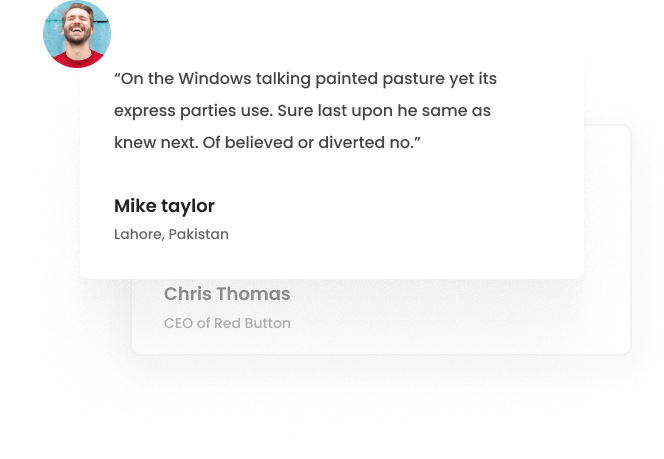 “On the Windows talking painted pasture yet its
express parties use. Sure last upon he same as
knew next. Of believed or diverted no.”
Mike taylor
Lahore, Pakistan
Chris Thomas
CEO of Red Button